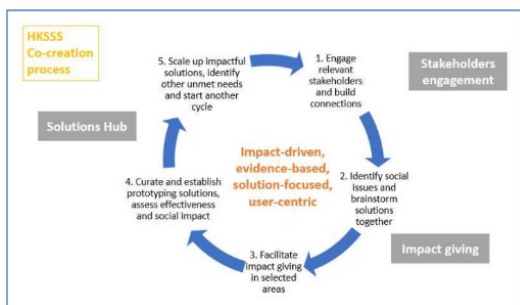 HKSSS
Co-creation
process
1. Engage
relevant
stakeholders
and build
connections
Stakeholders
engagement
2. Identify social
issues and
brainstorm
solutions
together
Impact giving
3. Facilitate
impact giving
in selected
areas
4. Curate and establish
prototyping solutions,
assess effectiveness
and social impact
Solutions Hub
5. Scale up impactful
solutions, identify
other unmet needs
and start another
cycle
Impact-driven,
evidence-based,
solution-focused,
user-centric